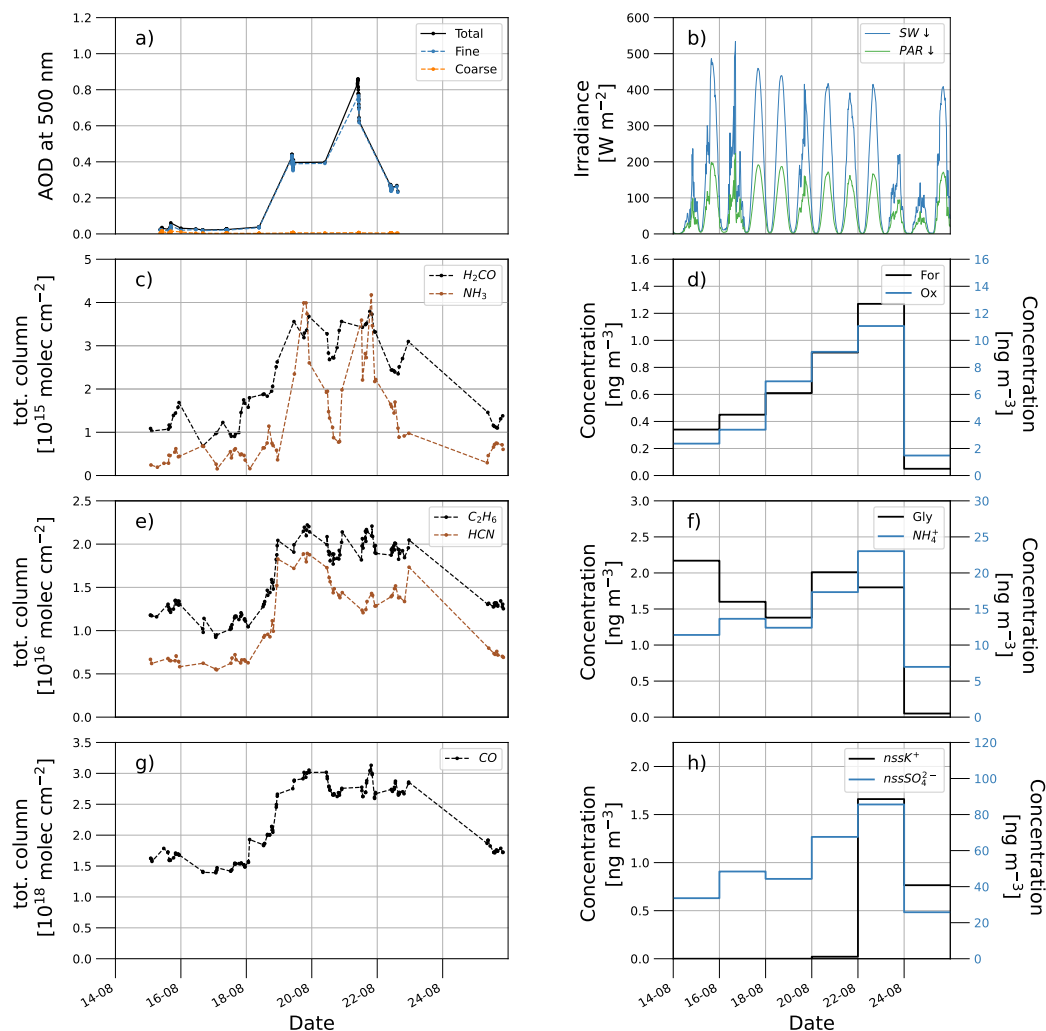 a)
AOD at 500 nm
1.2
1.0
0.8
0.6
0.4
0.2
0.0
Total
Fine
Coarse
b)
Irradiance
[W m−2]
600
500
400
300
200
100
0
SW ↓
PAR ↓
c)
tot. column
[10^15 molec cm−2]
5
4
3
2
1
0
H2CO
NH3
d)
Concentration
[ng m−3]
1.6
1.4
1.2
1.0
0.8
0.6
0.4
0.2
0.0
For
Ox
16
14
12
10
8
6
4
2
0
Concentration
[ng m−3]
e)
tot. column
[10^16 molec cm−2]
2.5
2.0
1.5
1.0
0.5
0.0
C2H6
HCN
f)
Concentration
[ng m−3]
3.0
2.5
2.0
1.5
1.0
0.5
0.0
Gly
NH4+
30
25
20
15
10
5
0
Concentration
[ng m−3]
g)
tot. column
[10^18 molec cm−2]
3.5
3.0
2.5
2.0
1.5
1.0
0.5
0.0
CO
14-08
16-08
18-08
20-08
22-08
24-08
Date
h)
Concentration
[ng m−3]
2.0
1.5
1.0
0.5
0.0
nssK+
nssSO4 2−
120
100
80
60
40
20
0
Concentration
[ng m−3]
14-08
16-08
18-08
20-08
22-08
24-08
Date